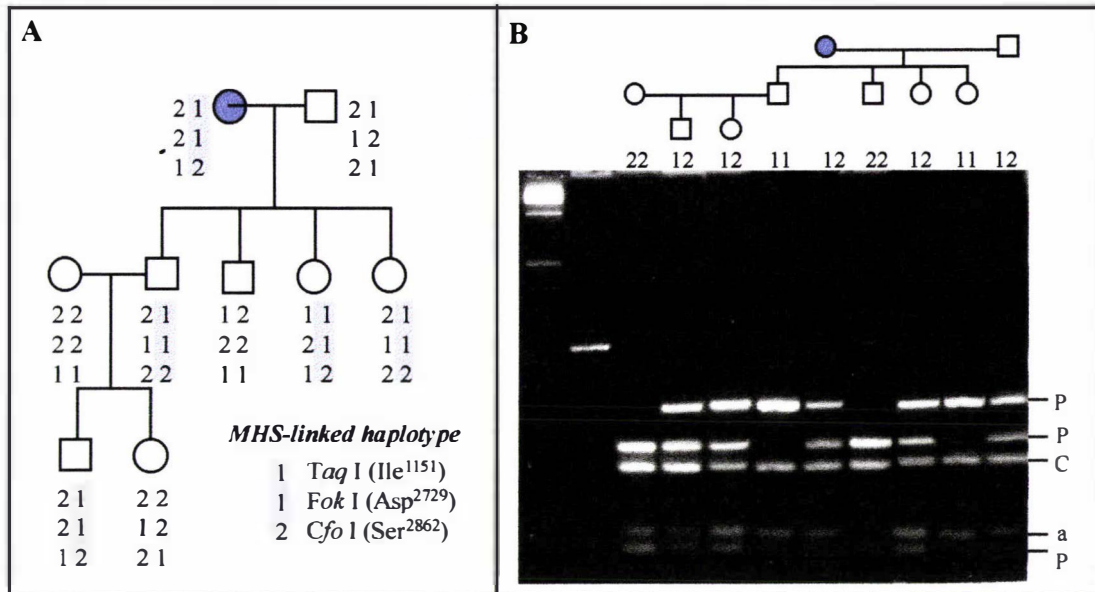 A
2 1
2 1
1 2
2 1
1 2
2 1
2 2
2 2
1 1
2 1
1 1
2 2
1 2
2 2
1 1
1 1
2 1
1 2
2 1
1 1
2 2
2 1
2 1
1 2
2 2
1 2
2 1
MHS-linked haplotype
1 Taq I (Ile¹¹⁵¹)
1 Fok I (Asp²⁷²⁹)
2 Cfo I (Ser²⁸⁶²)
B
22 12 12 11 12 22 12 11 12
P
P
C
a
P